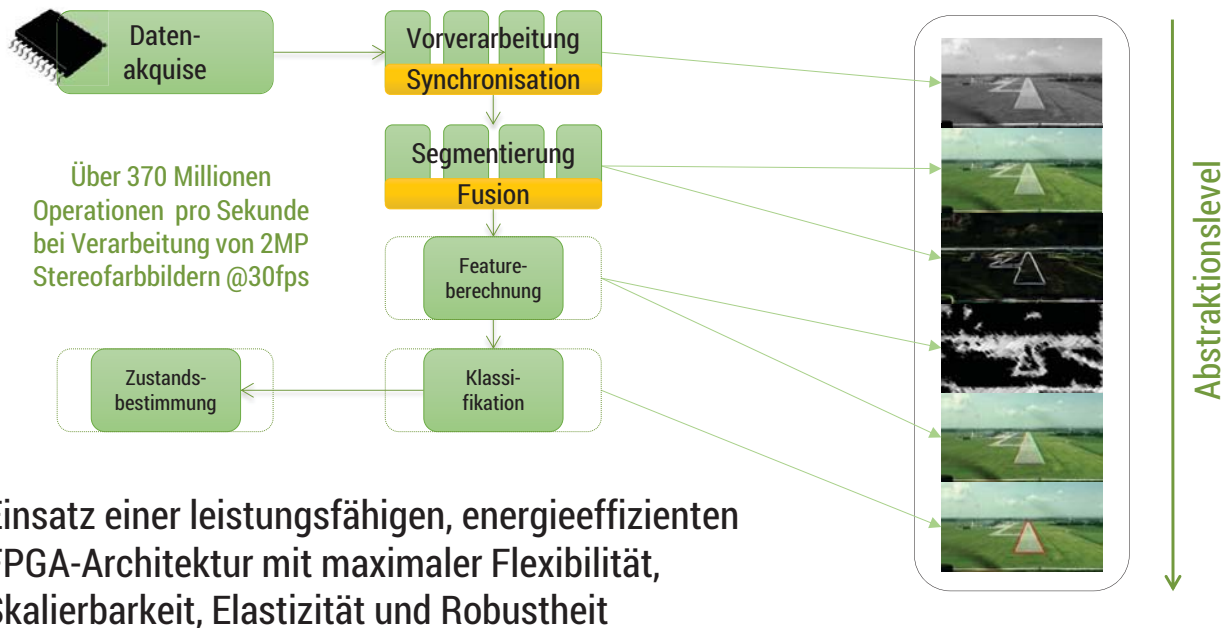 Daten-
akquise
Vorverarbeitung
Synchronisation
Segmentierung
Fusion
Über 370 Millionen
Operationen pro Sekunde
bei Verarbeitung von 2MP
Stereofarbbildern @30fps
Feature-
berechnung
Zustands-
bestimmung
Klassi-
fikation
Abstraktionslevel
Einsatz einer leistungsfähigen, energieeffizienten
FPGA-Architektur mit maximaler Flexibilität,
Skalierbarkeit, Elastizität und Robustheit